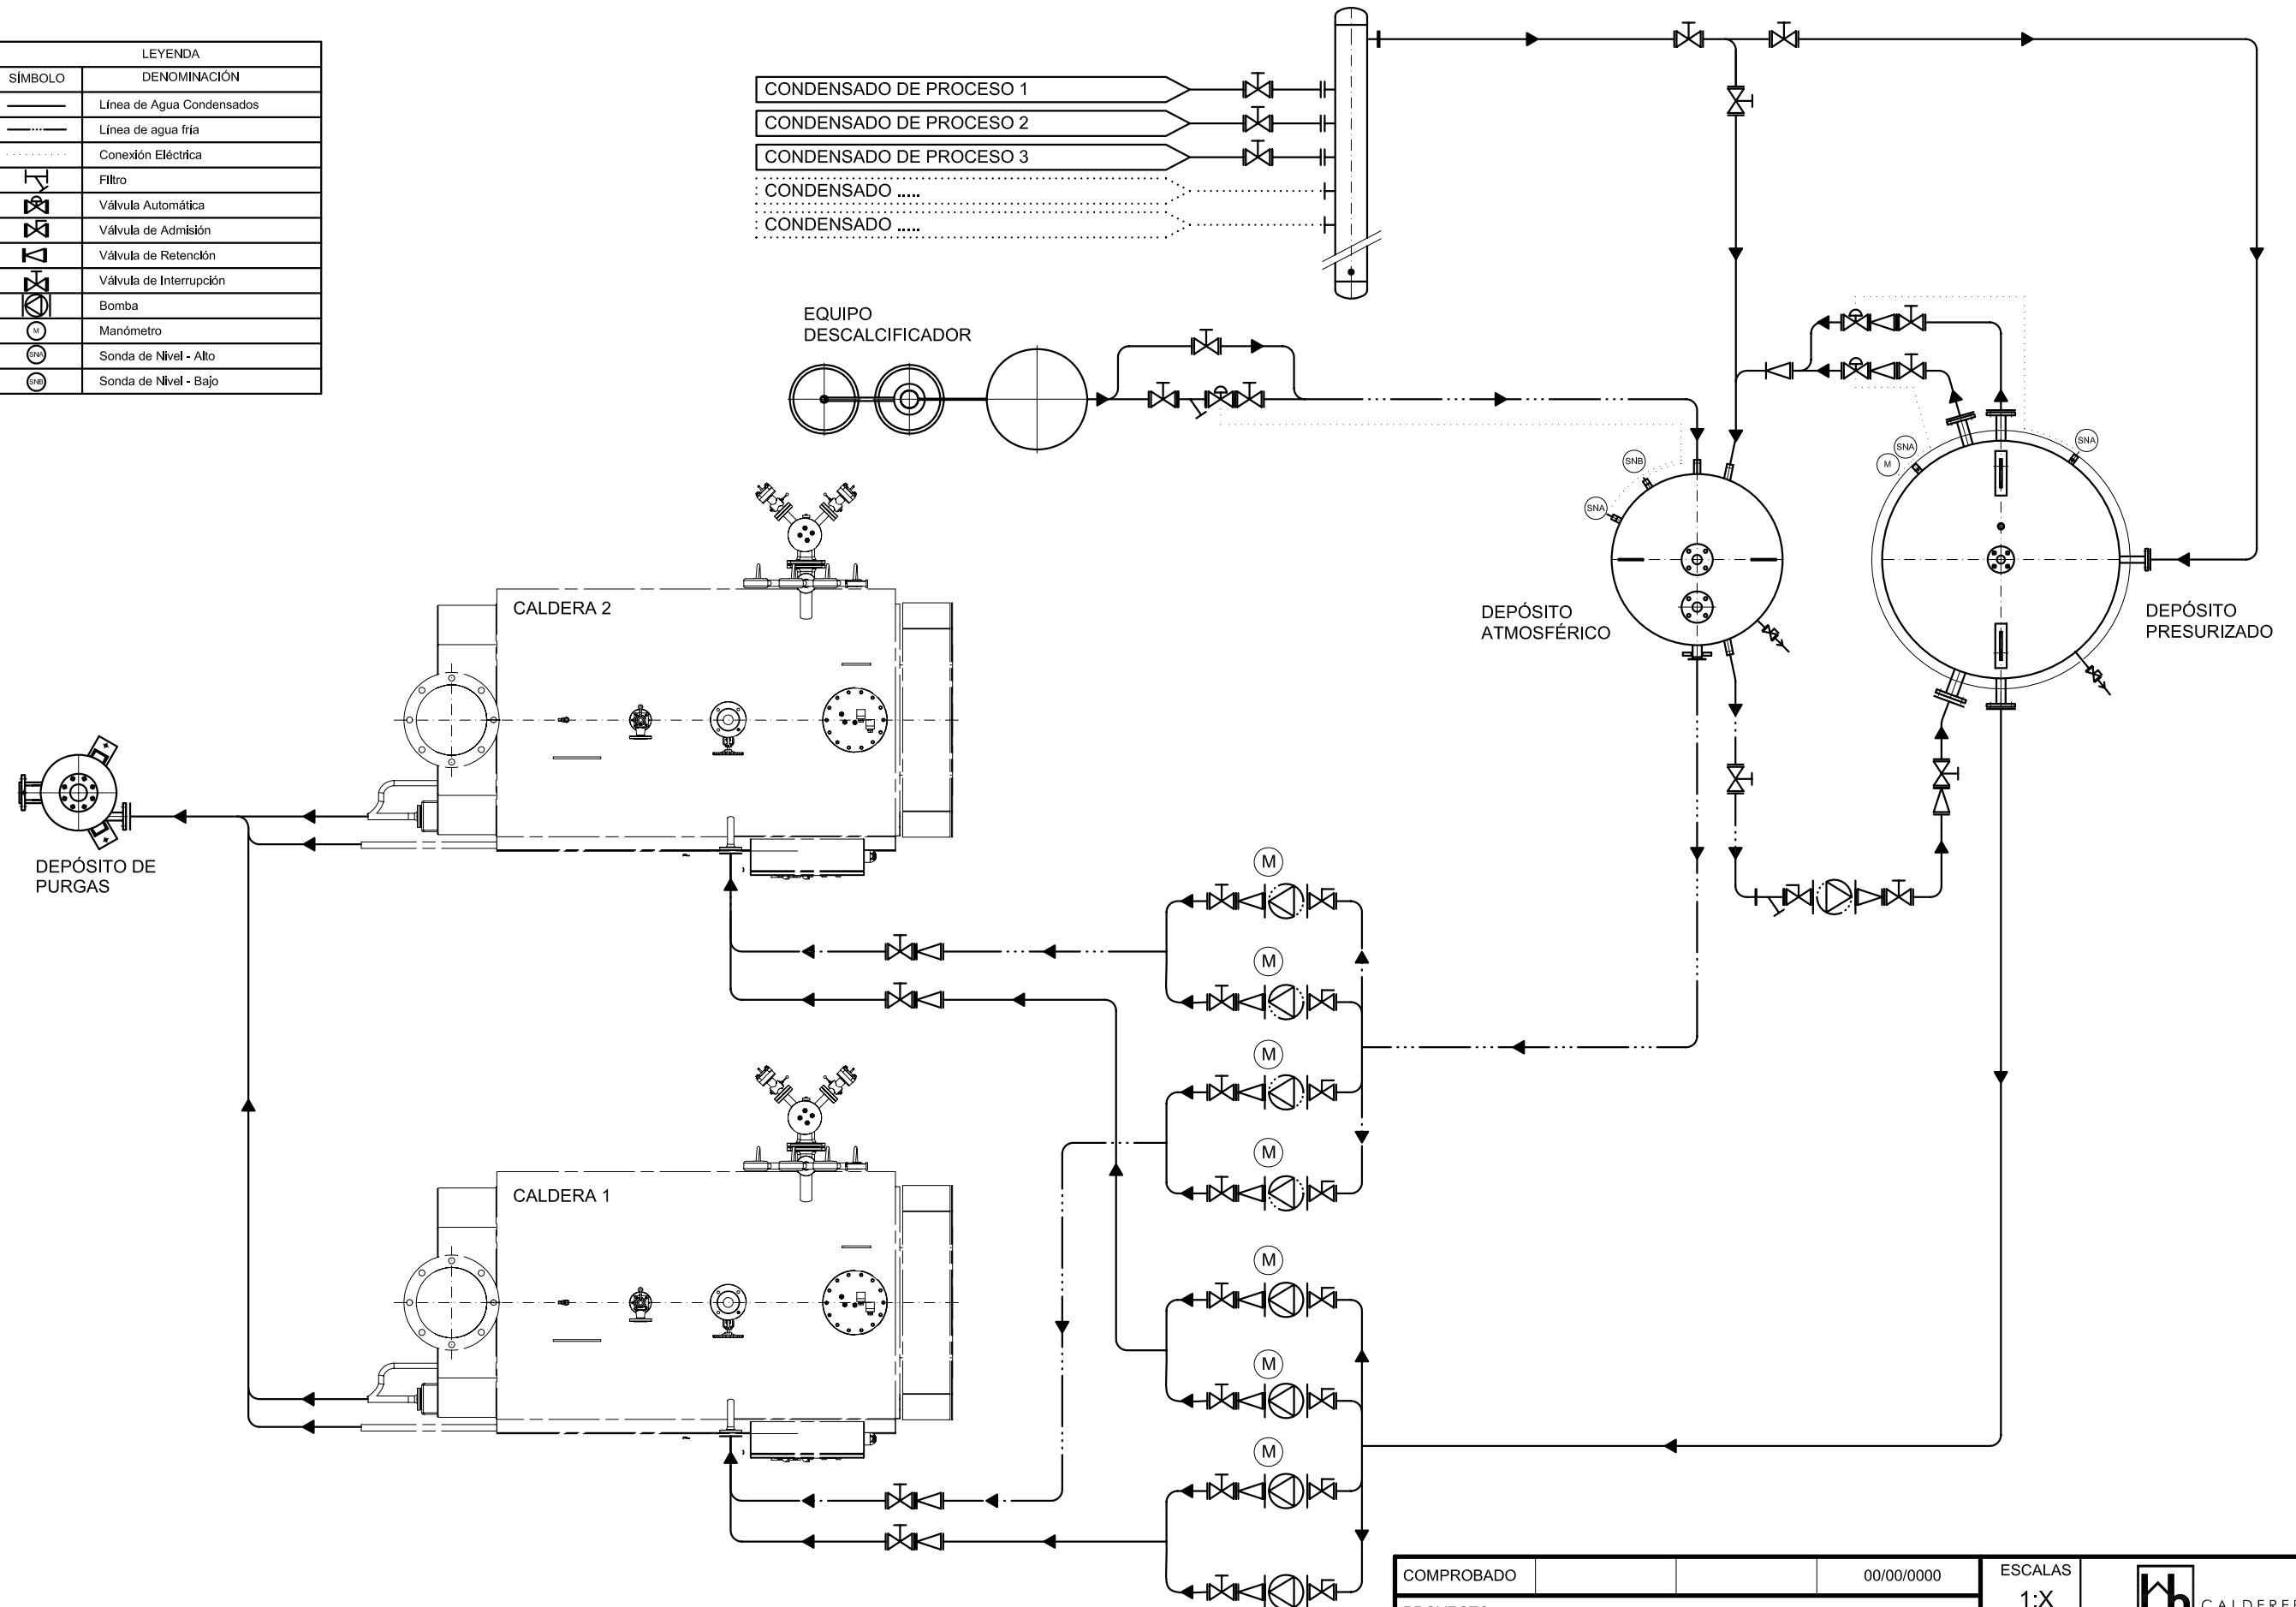 LEYENDA
SÍMBOLO DENOMINACIÓN
Línea de Agua Condensados
Línea de agua fría
Conexión Eléctrica
Filtro
Válvula Automática
Válvula de Admisión
Válvula de Retención
Válvula de Interrupción
Bomba
M Manómetro
SNA Sonda de Nivel - Alto
SNB Sonda de Nivel - Bajo
CONDENSADO DE PROCESO 1
CONDENSADO DE PROCESO 2
CONDENSADO DE PROCESO 3
CONDENSADO .....
CONDENSADO .....
EQUIPO
DESCALCIFICADOR
SNB
SNA
SNA
M
SNA
DEPÓSITO
ATMOSFÉRICO
DEPÓSITO
PRESURIZADO
CALDERA 2
DEPÓSITO DE
PURGAS
M
M
M
M
CALDERA 1
M
M
M
COMPROBADO 00/00/0000
ESCALAS
1:X